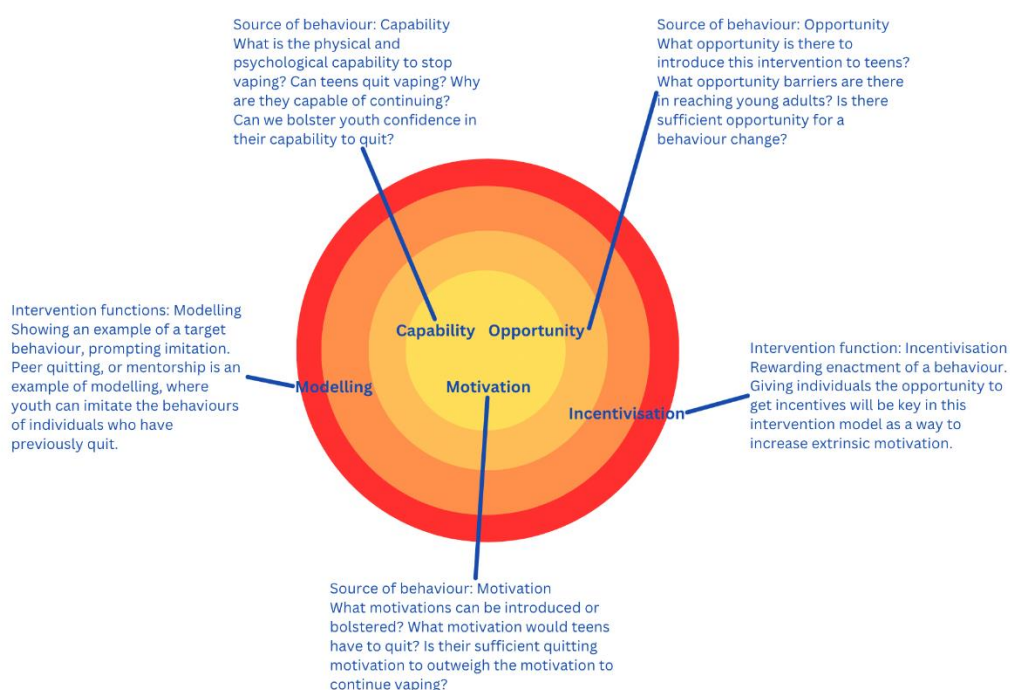 Source of behaviour: Capability
What is the physical and
psychological capability to stop
vaping? Can teens quit vaping? Why
are they capable of continuing?
Can we bolster youth confidence in
their capability to quit?
Source of behaviour: Opportunity
What opportunity is there to
introduce this intervention to teens?
What opportunity barriers are there
in reaching young adults? Is there
sufficient opportunity for a
behaviour change?
Capability
Opportunity
Motivation
Modelling
Incentivisation
Intervention functions: Modelling
Showing an example of a target
behaviour, prompting imitation.
Peer quitting, or mentorship is an
example of modelling, where
youth can imitate the behaviours
of individuals who have
previously quit.
Intervention function: Incentivisation
Rewarding enactment of a behaviour.
Giving individuals the opportunity to
get incentives will be key in this
intervention model as a way to
increase extrinsic motivation.
Source of behaviour: Motivation
What motivations can be introduced or
bolstered? What motivation would teens
have to quit? Is their sufficient quitting
motivation to outweigh the motivation to
continue vaping?